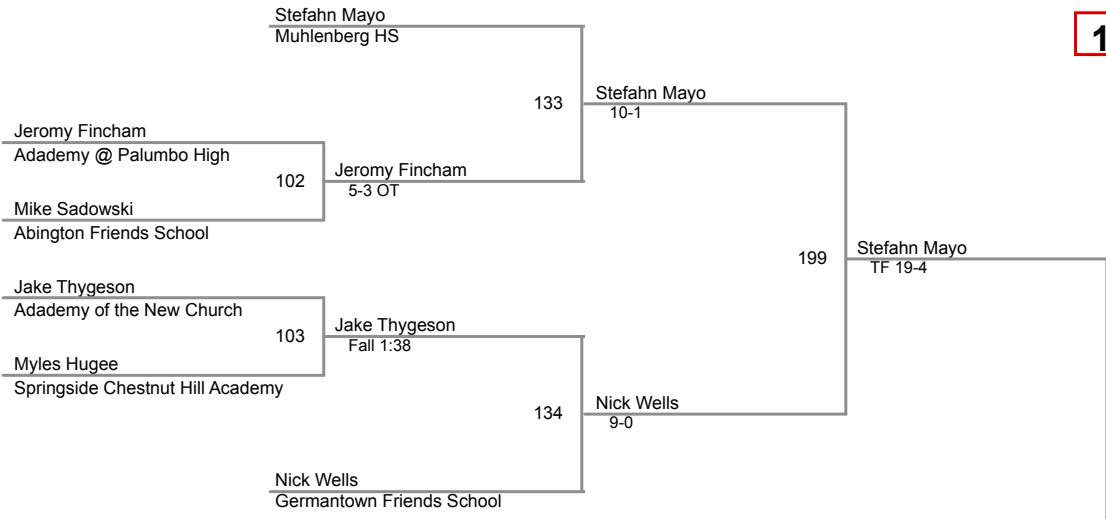 Stefahn Mayo
Muhlenberg HS
1
133
Stefahn Mayo
10-1
Jeromy Fincham
Adademy @ Palumbo High
102
Jeromy Fincham
5-3 OT
Mike Sadowski
Abington Friends School
199
Stefahn Mayo
TF 19-4
Jake Thygeson
Adademy of the New Church
103
Jake Thygeson
Fall 1:38
Myles Hugee
Springside Chestnut Hill Academy
134
Nick Wells
9-0
Nick Wells
Germantown Friends School